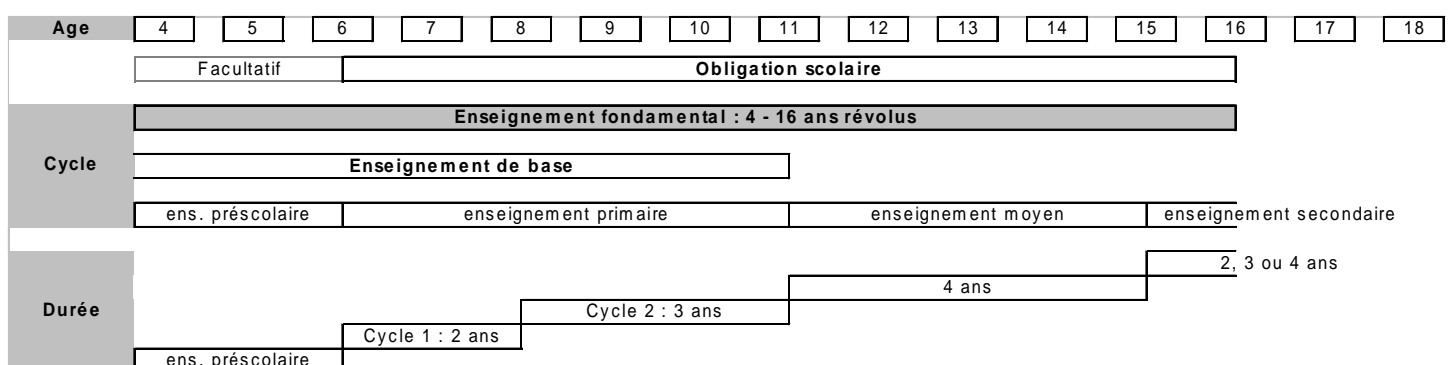 Age 4 5 6 7 8 9 10 11 12 13 14 15 16 17 18
Facultatif Obligation scolaire
Enseignement fondamental : 4 - 16 ans révolus
Cycle Enseignement de base
ens. préscolaire enseignement primaire enseignement moyen enseignement secondaire
2, 3 ou 4 ans
4 ans
Durée Cycle 2 : 3 ans
Cycle 1 : 2 ans
ens. préscolaire